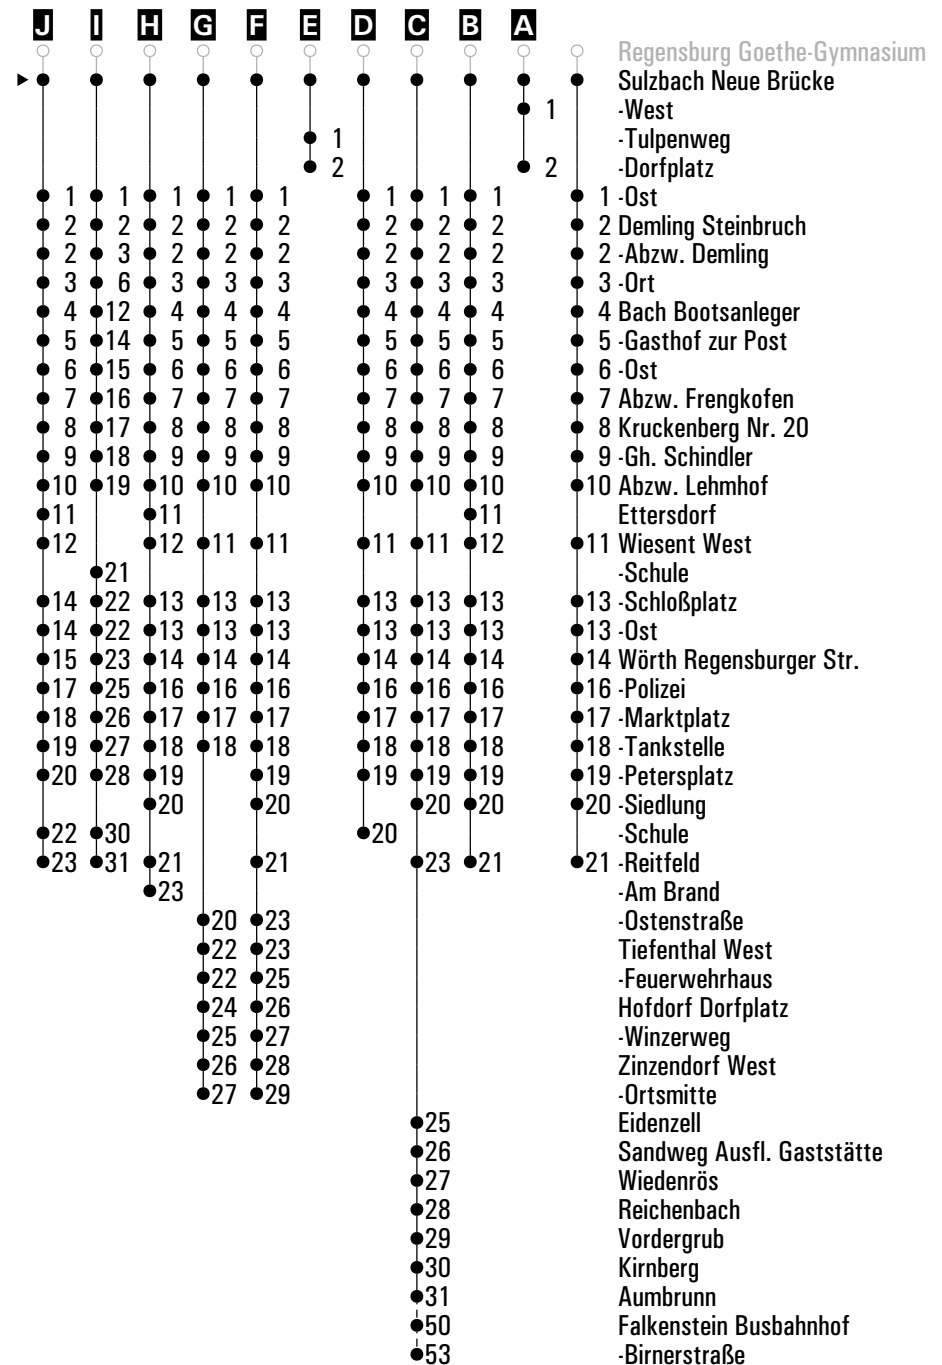 J I H G F E D C B A
Regensburg Goethe-Gymnasium
Sulzbach Neue Brücke
1 -West
1 -Tulpenweg
2 2 -Dorfplatz
1 1 1 1 1 1 1 1 1 -Ost
2 2 2 2 2 2 2 2 2 Demling Steinbruch
2 3 2 2 2 2 2 2 2 -Abzw. Demling
3 6 3 3 3 3 3 3 3 -Ort
4 12 4 4 4 4 4 4 4 Bach Bootsanleger
5 14 5 5 5 5 5 5 5 -Gasthof zur Post
6 15 6 6 6 6 6 6 6 -Ost
7 16 7 7 7 7 7 7 7 Abzw. Frengkofen
8 17 8 8 8 8 8 8 8 Kruckenberg Nr. 20
9 18 9 9 9 9 9 9 9 -Gh. Schindler
10 19 10 10 10 10 10 10 10 Abzw. Lehmhof
11 11 11 Ettersdorf
12 12 11 11 11 11 12 11 Wiesent West
21 -Schule
14 22 13 13 13 13 13 13 13 -Schloßplatz
14 22 13 13 13 13 13 13 13 -Ost
15 23 14 14 14 14 14 14 14 Wörth Regensburger Str.
17 25 16 16 16 16 16 16 16 -Polizei
18 26 17 17 17 17 17 17 17 -Marktplatz
19 27 18 18 18 18 18 18 18 -Tankstelle
20 28 19 19 19 19 19 19 -Petersplatz
20 20 20 20 20 -Siedlung
22 30 20 -Schule
23 31 21 21 23 21 21 -Reitfeld
23 -Am Brand
20 23 -Ostenstraße
22 23 Tiefenthal West
22 25 -Feuerwehrhaus
24 26 Hofdorf Dorfplatz
25 27 -Winzerweg
26 28 Zinzendorf West
27 29 -Ortsmitte
25 Eidenzell
26 Sandweg Ausfl. Gaststätte
27 Wiedenrös
28 Reichenbach
29 Vordergrub
30 Kirnberg
31 Aumbrunn
50 Falkenstein Busbahnhof
53 -Birnerstraße